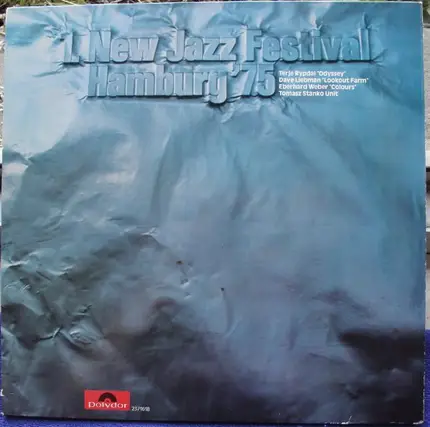 1. New Jazz Festival
Hamburg '75
Terje Rypdal 'Odyssey'
Dave Liebman 'Lookout Farm'
Eberhard Weber 'Colours'
Tomasz Stanko Unit
Polydor
2371618